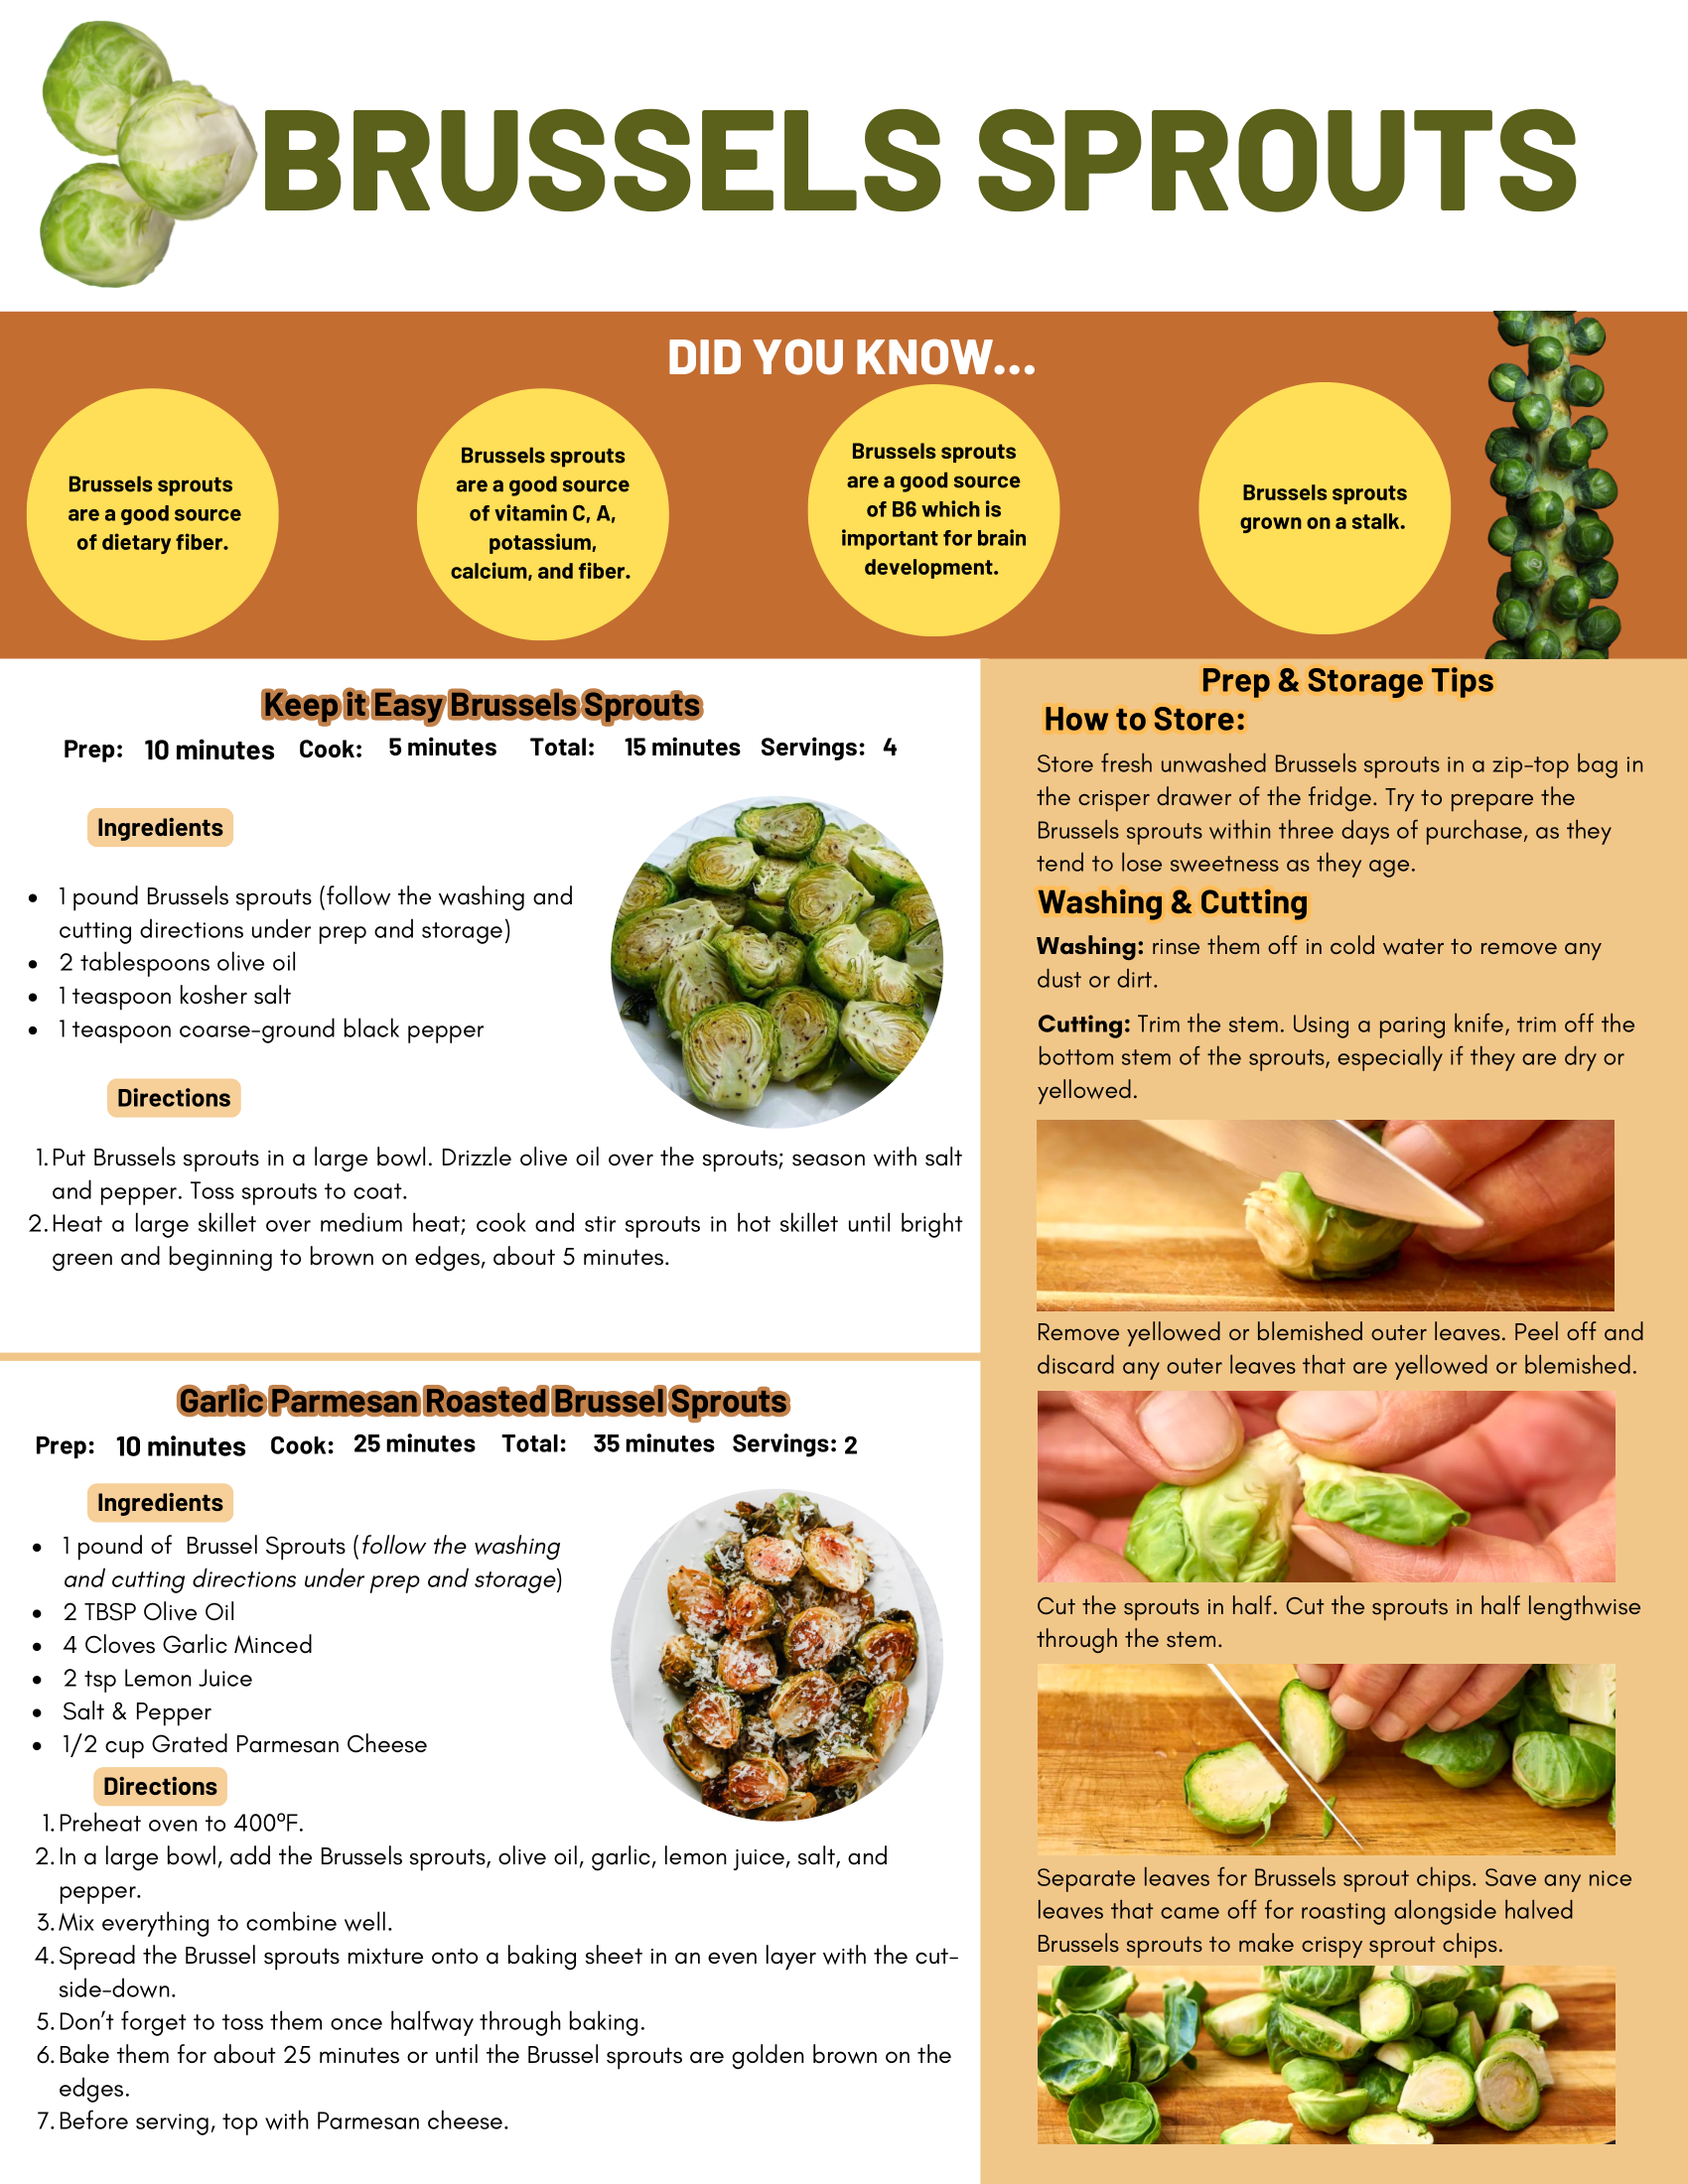 BRUSSELS SPROUTS
DID YOU KNOW...
Brussels sprouts
are a good source
of dietary fiber.
Brussels sprouts
are a good source
of vitamin C, A,
potassium,
calcium, and fiber.
Brussels sprouts
are a good source
of B6 which is
important for brain
development.
Brussels sprouts
grown on a stalk.
Keep it Easy Brussels Sprouts
Prep: 10 minutes Cook: 5 minutes Total: 15 minutes Servings: 4
Ingredients
• 1 pound Brussels sprouts (follow the washing and
cutting directions under prep and storage)
• 2 tablespoons olive oil
• 1 teaspoon kosher salt
• 1 teaspoon coarse-ground black pepper
Directions
1. Put Brussels sprouts in a large bowl. Drizzle olive oil over the sprouts; season with salt
and pepper. Toss sprouts to coat.
2. Heat a large skillet over medium heat; cook and stir sprouts in hot skillet until bright
green and beginning to brown on edges, about 5 minutes.
Garlic Parmesan Roasted Brussel Sprouts
Prep: 10 minutes Cook: 25 minutes Total: 35 minutes Servings: 2
Ingredients
• 1 pound of Brussel Sprouts (follow the washing
and cutting directions under prep and storage)
• 2 TBSP Olive Oil
• 4 Cloves Garlic Minced
• 2 tsp Lemon Juice
• Salt & Pepper
• 1/2 cup Grated Parmesan Cheese
Directions
1. Preheat oven to 400°F.
2. In a large bowl, add the Brussels sprouts, olive oil, garlic, lemon juice, salt, and
pepper.
3. Mix everything to combine well.
4. Spread the Brussel sprouts mixture onto a baking sheet in an even layer with the cut-
side-down.
5. Don't forget to toss them once halfway through baking.
6. Bake them for about 25 minutes or until the Brussel sprouts are golden brown on the
edges.
7. Before serving, top with Parmesan cheese.
Prep & Storage Tips
How to Store:
Store fresh unwashed Brussels sprouts in a zip-top bag in
the crisper drawer of the fridge. Try to prepare the
Brussels sprouts within three days of purchase, as they
tend to lose sweetness as they age.
Washing & Cutting
Washing: rinse them off in cold water to remove any
dust or dirt.
Cutting: Trim the stem. Using a paring knife, trim off the
bottom stem of the sprouts, especially if they are dry or
yellowed.
Remove yellowed or blemished outer leaves. Peel off and
discard any outer leaves that are yellowed or blemished.
Cut the sprouts in half. Cut the sprouts in half lengthwise
through the stem.
Separate leaves for Brussels sprout chips. Save any nice
leaves that came off for roasting alongside halved
Brussels sprouts to make crispy sprout chips.